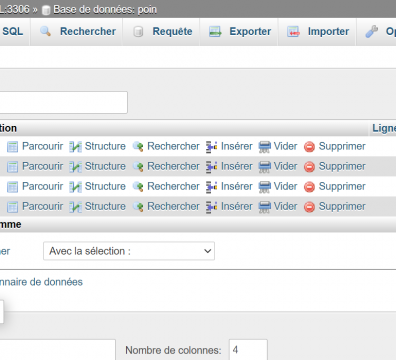 L:3306 » Base de données: poin
SQL Rechercher Requête Exporter Importer
tion Ligne
Parcourir Structure Rechercher Insérer Vider Supprimer
Parcourir Structure Rechercher Insérer Vider Supprimer
Parcourir Structure Rechercher Insérer Vider Supprimer
Parcourir Structure Rechercher Insérer Vider Supprimer
mme
er Avec la sélection :
nnaire de données
Nombre de colonnes: 4